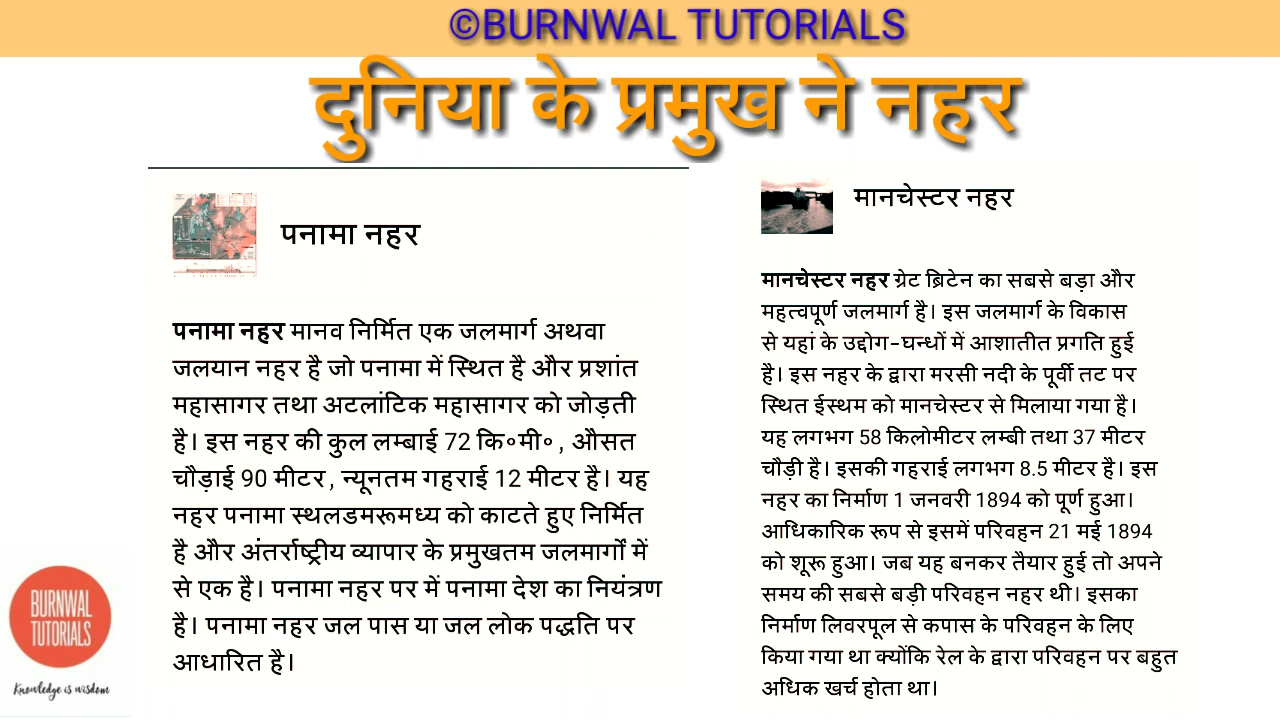 ©BURNWAL TUTORIALS
दुनिया के प्रमुख ने नहर
पनामा नहर
पनामा नहर मानव निर्मित एक जलमार्ग अथवा
जलयान नहर है जो पनामा में स्थित है और प्रशांत
महासागर तथा अटलांटिक महासागर को जोड़ती
है। इस नहर की कुल लम्बाई 72 कि॰मी॰, औसत
चौड़ाई 90 मीटर, न्यूनतम गहराई 12 मीटर है। यह
नहर पनामा स्थलडमरूमध्य को काटते हुए निर्मित
है और अंतर्राष्ट्रीय व्यापार के प्रमुखतम जलमार्गों में
से एक है। पनामा नहर पर में पनामा देश का नियंत्रण
है। पनामा नहर जल पास या जल लोक पद्धति पर
आधारित है।
मानचेस्टर नहर
मानचेस्टर नहर ग्रेट ब्रिटेन का सबसे बड़ा और
महत्वपूर्ण जलमार्ग है। इस जलमार्ग के विकास
से यहां के उद्योग-घन्धों में आशातीत प्रगति हुई
है। इस नहर के द्वारा मरसी नदी के पूर्वी तट पर
स्थित ईस्थम को मानचेस्टर से मिलाया गया है।
यह लगभग 58 किलोमीटर लम्बी तथा 37 मीटर
चौड़ी है। इसकी गहराई लगभग 8.5 मीटर है। इस
नहर का निर्माण 1 जनवरी 1894 को पूर्ण हुआ।
आधिकारिक रूप से इसमें परिवहन 21 मई 1894
को शूरू हुआ। जब यह बनकर तैयार हुई तो अपने
समय की सबसे बड़ी परिवहन नहर थी। इसका
निर्माण लिवरपूल से कपास के परिवहन के लिए
किया गया था क्योंकि रेल के द्वारा परिवहन पर बहुत
अधिक खर्च होता था।
BURNWAL
TUTORIALS
Knowledge is wisdom